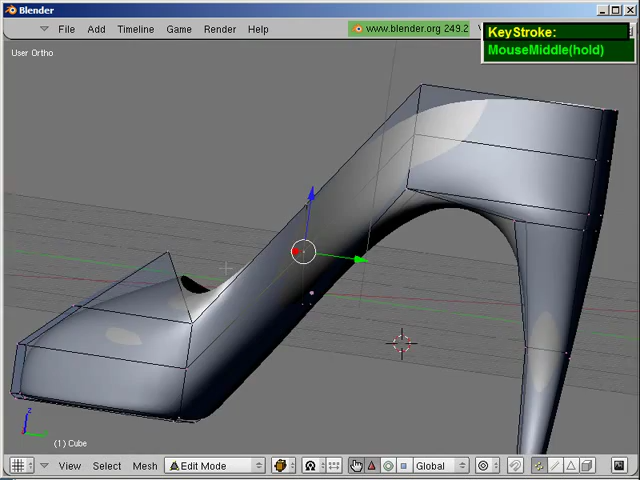 Blender
File Add Timeline Game Render Help
www.blender.org 249.2
KeyStroke:
MouseMiddle(hold)
User Ortho
z
(1) Cube
View Select Mesh Edit Mode Global